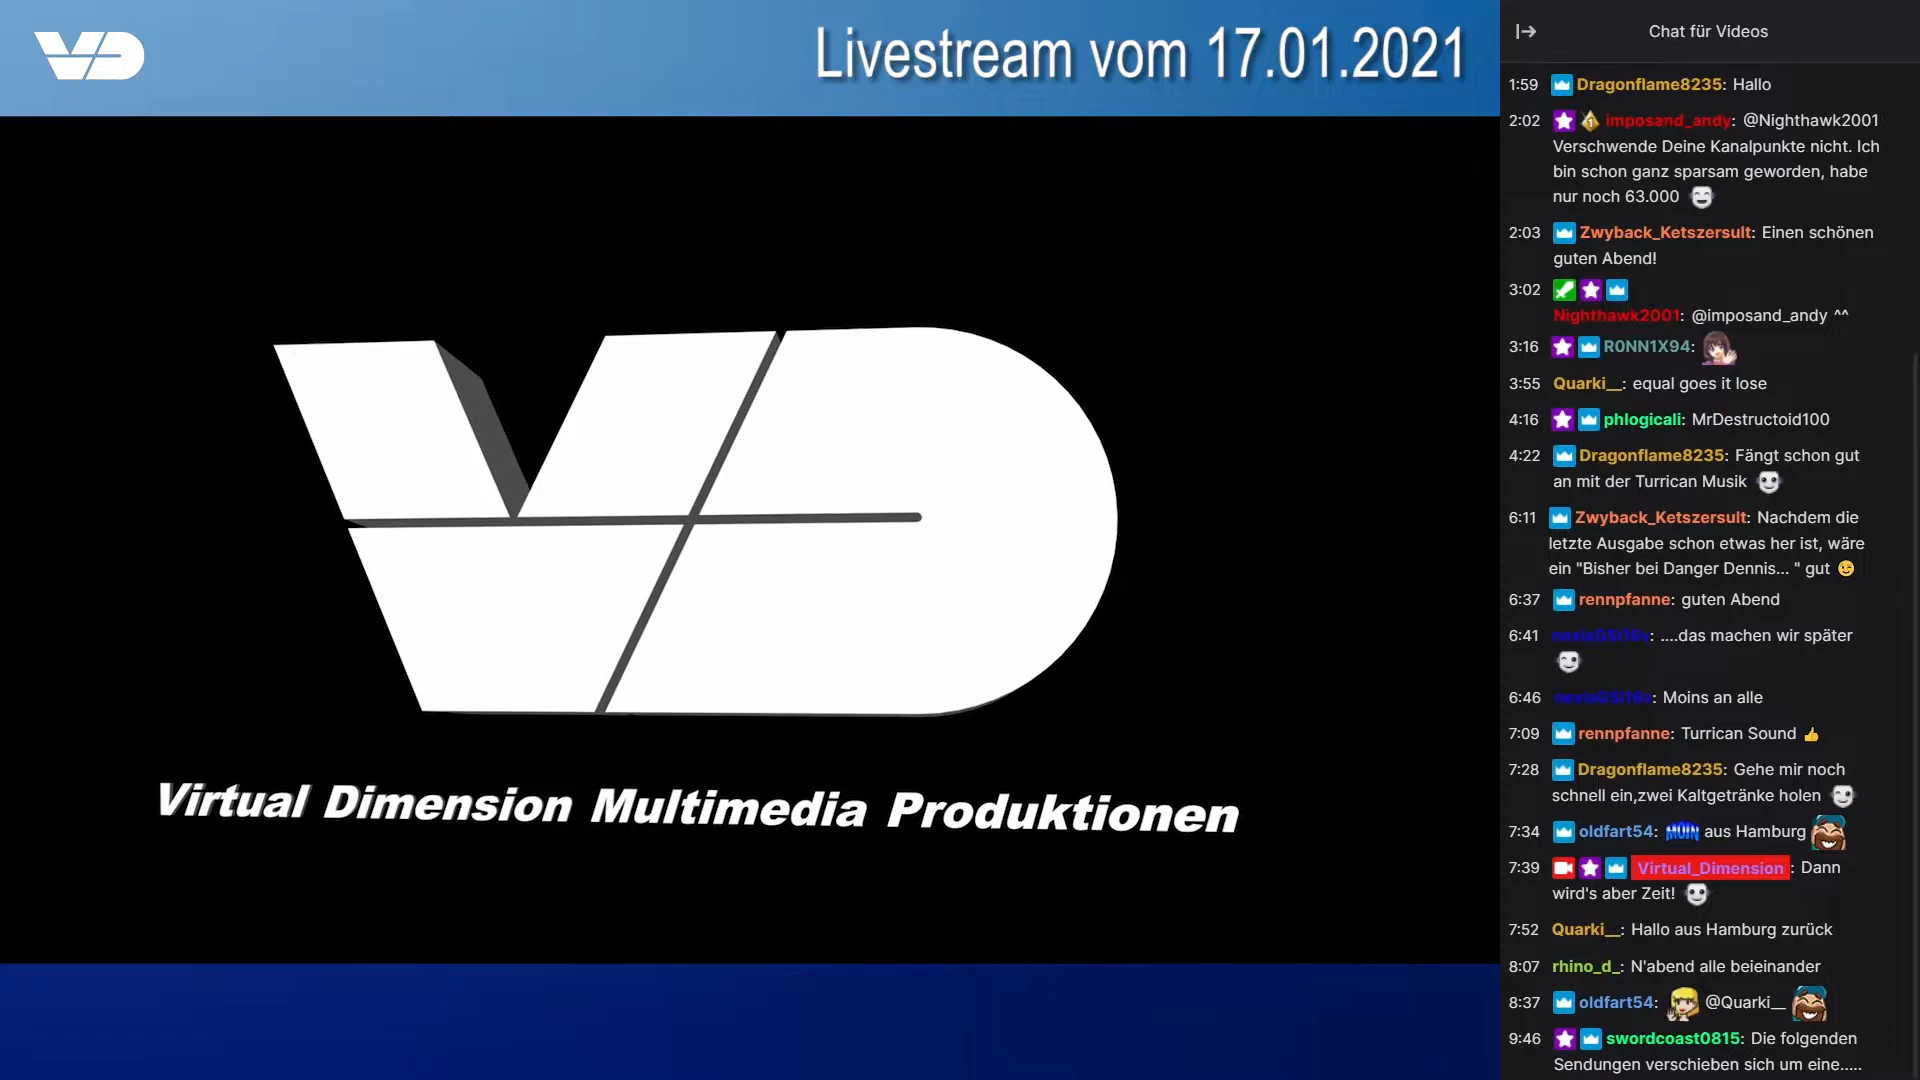 VD
Livestream vom 17.01.2021
VD
Virtual Dimension Multimedia Produktionen
Chat für Videos
1:59 Dragonflame8235: Hallo
2:02 imposand_andy: @Nighthawk2001
Verschwende Deine Kanalpunkte nicht. Ich
bin schon ganz sparsam geworden, habe
nur noch 63.000
2:03 Zwyback_Ketszersult: Einen schönen
guten Abend!
3:02
Nighthawk2001: @imposand_andy ^^
3:16 R0NN1X94:
3:55 Quarki__: equal goes it lose
4:16 phlogicali: MrDestructoid100
4:22 Dragonflame8235: Fängt schon gut
an mit der Turrican Musik
6:11 Zwyback_Ketszersult: Nachdem die
letzte Ausgabe schon etwas her ist, wäre
ein "Bisher bei Danger Dennis... " gut 😉
6:37 rennpfanne: guten Abend
6:41 nexiaGSI16v: ....das machen wir später
6:46 nexiaGSI16v: Moins an alle
7:09 rennpfanne: Turrican Sound 👍
7:28 Dragonflame8235: Gehe mir noch
schnell ein,zwei Kaltgetränke holen
7:34 oldfart54: MOIN aus Hamburg
7:39 Virtual_Dimension: Dann
wird's aber Zeit!
7:52 Quarki__: Hallo aus Hamburg zurück
8:07 rhino_d_: N'abend alle beieinander
8:37 oldfart54: @Quarki__
9:46 swordcoast0815: Die folgenden
Sendungen verschieben sich um eine.....